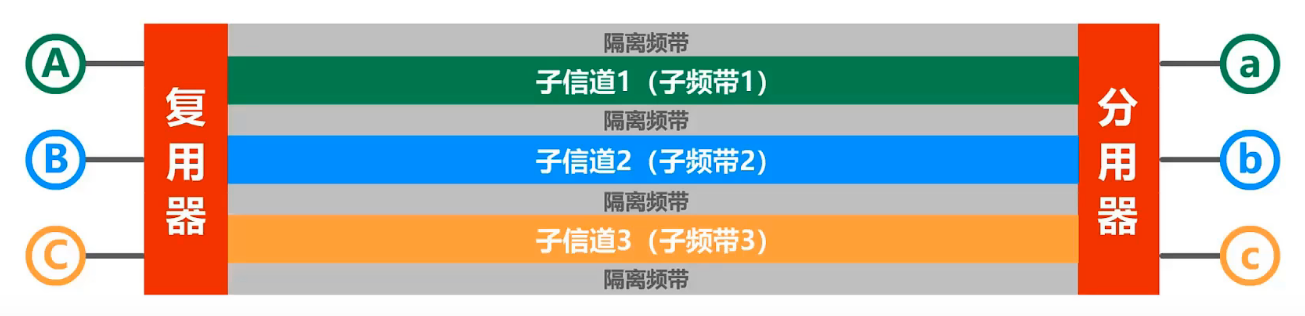 隔离频带
A
子信道1（子频带1）
a
隔离频带
复用器
B
子信道2（子频带2）
分用器
b
隔离频带
C
子信道3（子频带3）
c
隔离频带